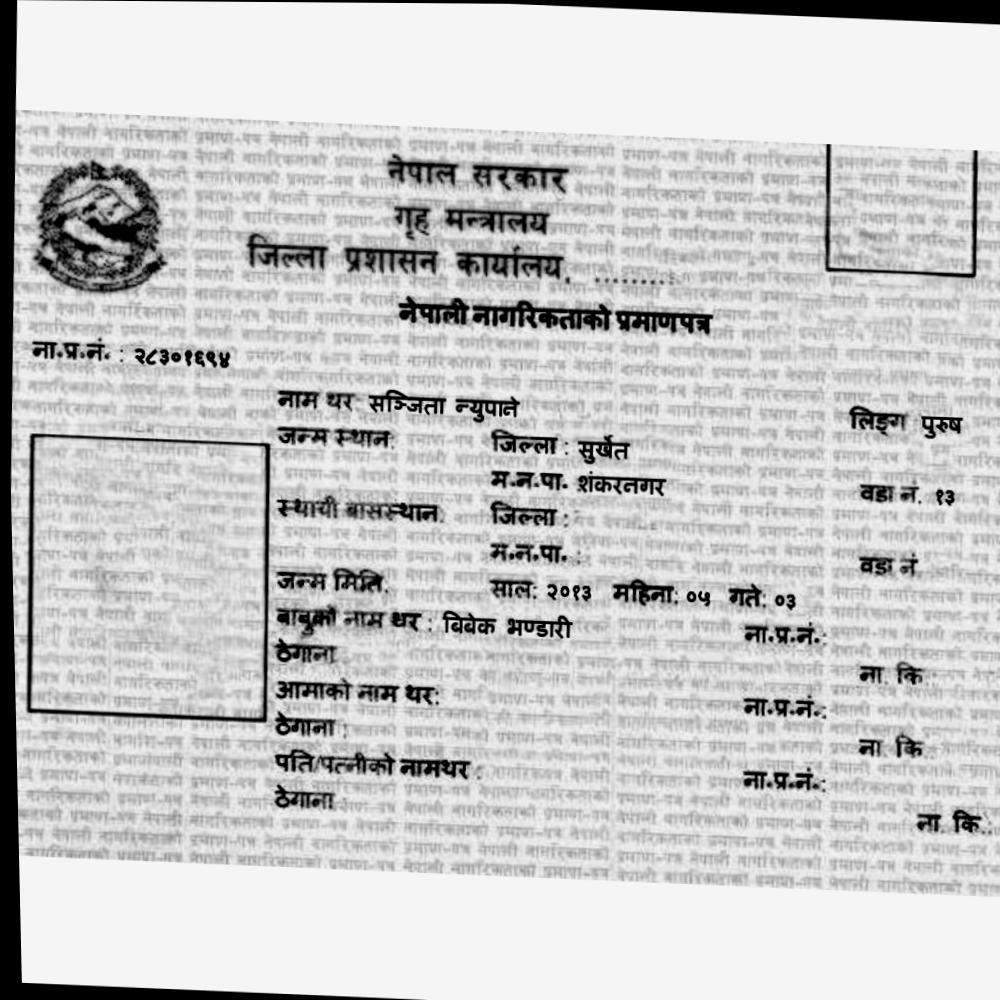 नेपाल सरकार
गृह मन्त्रालय
जिल्ला प्रशासन कार्यालय, .........
नेपाली नागरिकताको प्रमाणपत्र
ना.प्र.नं. : २८३०१६९४
नाम थर: सञ्जिता न्युपाने लिङ्ग पुरुष
जन्म स्थान: जिल्ला : सुर्खेत
म.न.पा. शंकरनगर वडा नं. १३
स्थायी बासस्थान: जिल्ला :
म.न.पा. : वडा नं.
जन्म मिति: साल: २०१३ महिना: ०५ गते: ०३
बाबुको नाम थर : बिबेक भण्डारी ना.प्र.नं.:
ठेगाना ना. कि.:
आमाको नाम थर: ना.प्र.नं.:
ठेगाना : ना. कि.:
पति/पत्नीको नामथर : ना.प्र.नं.:
ठेगाना : ना. कि.: